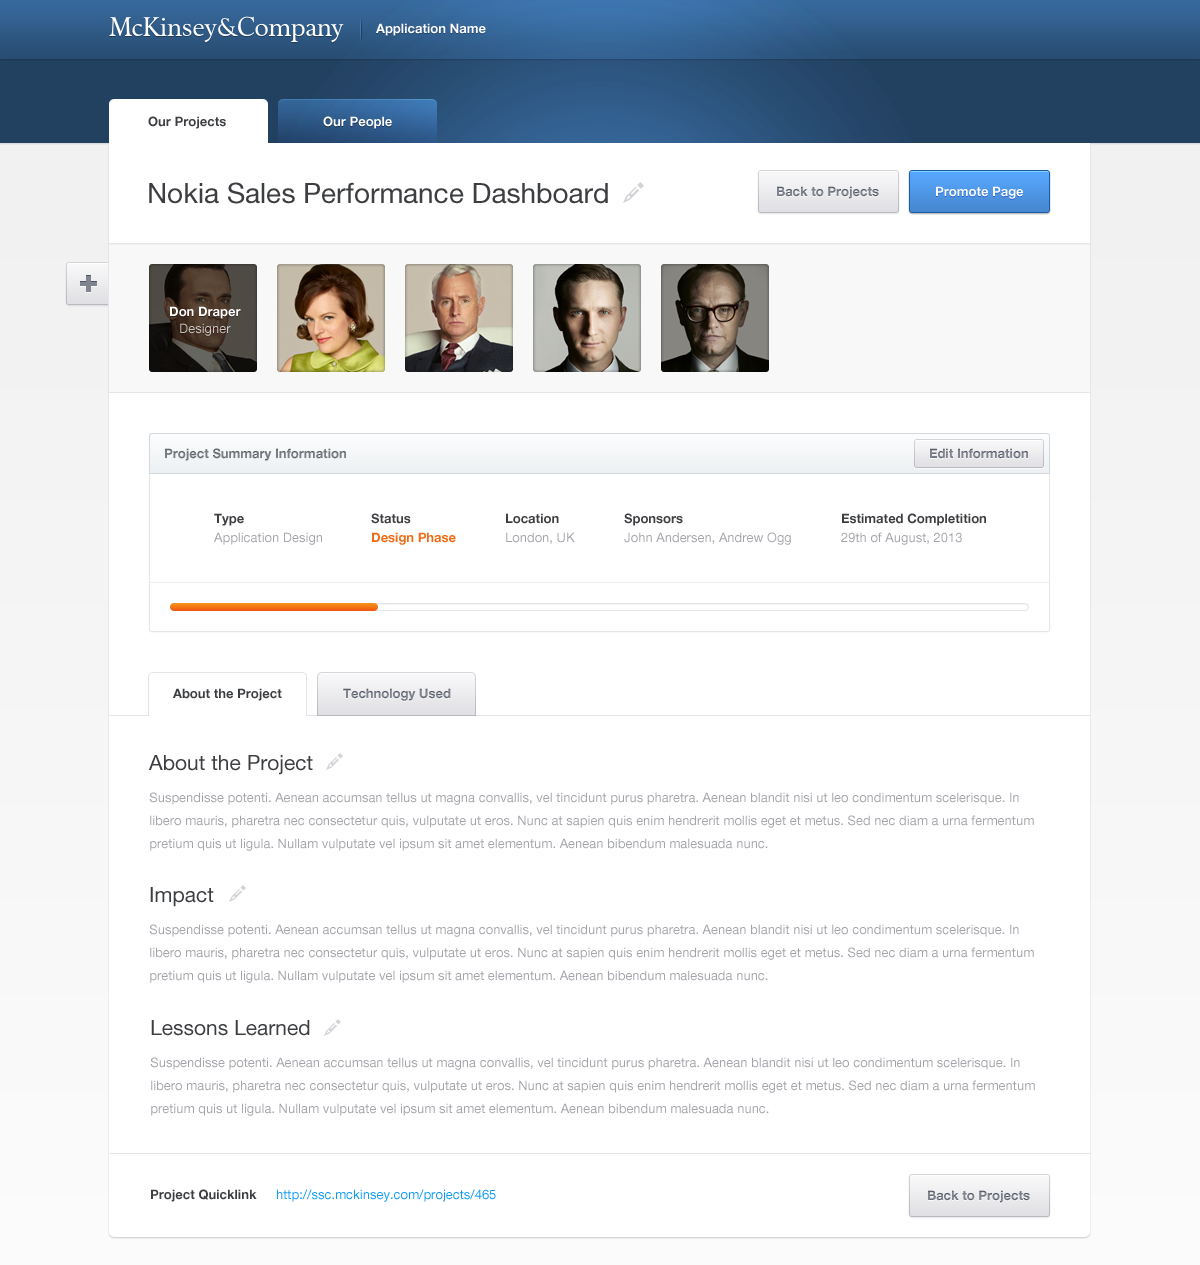 McKinsey&Company
Application Name
Our Projects
Our People
Nokia Sales Performance Dashboard
Back to Projects
Promote Page
Don Draper
Designer
Project Summary Information
Edit Information
Type
Application Design
Status
Design Phase
Location
London, UK
Sponsors
John Andersen, Andrew Ogg
Estimated Completition
29th of August, 2013
About the Project
Technology Used
About the Project
Suspendisse potenti. Aenean accumsan tellus ut magna convallis, vel tincidunt purus pharetra. Aenean blandit nisi ut leo condimentum scelerisque. In
libero mauris, pharetra nec consectetur quis, vulputate ut eros. Nunc at sapien quis enim hendrerit mollis eget et metus. Sed nec diam a urna fermentum
pretium quis ut ligula. Nullam vulputate vel ipsum sit amet elementum. Aenean bibendum malesuada nunc.
Impact
Suspendisse potenti. Aenean accumsan tellus ut magna convallis, vel tincidunt purus pharetra. Aenean blandit nisi ut leo condimentum scelerisque. In
libero mauris, pharetra nec consectetur quis, vulputate ut eros. Nunc at sapien quis enim hendrerit mollis eget et metus. Sed nec diam a urna fermentum
pretium quis ut ligula. Nullam vulputate vel ipsum sit amet elementum. Aenean bibendum malesuada nunc.
Lessons Learned
Suspendisse potenti. Aenean accumsan tellus ut magna convallis, vel tincidunt purus pharetra. Aenean blandit nisi ut leo condimentum scelerisque. In
libero mauris, pharetra nec consectetur quis, vulputate ut eros. Nunc at sapien quis enim hendrerit mollis eget et metus. Sed nec diam a urna fermentum
pretium quis ut ligula. Nullam vulputate vel ipsum sit amet elementum. Aenean bibendum malesuada nunc.
Project Quicklink
http://ssc.mckinsey.com/projects/465
Back to Projects